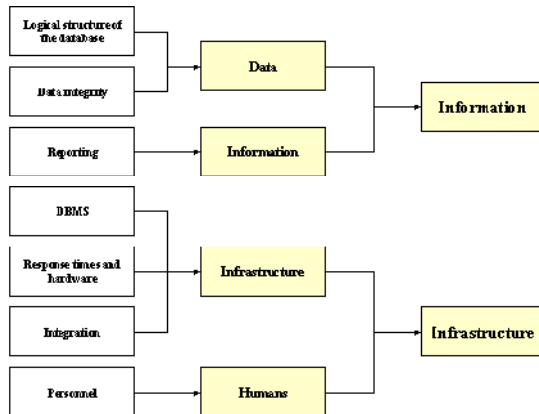 Logical structure of
the database
Data
Data integrity
Information
Reporting
Information
DBMS
Response times and
hardware
Infrastructure
Integration
Infrastructure
Personnel
Humans